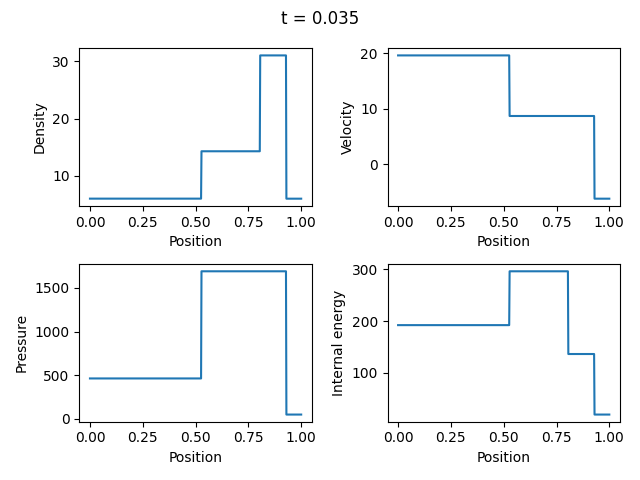 t = 0.035
Density
30
20
10
0.00 0.25 0.50 0.75 1.00
Position
Velocity
20
10
0
0.00 0.25 0.50 0.75 1.00
Position
Pressure
1500
1000
500
0
0.00 0.25 0.50 0.75 1.00
Position
Internal energy
300
200
100
0.00 0.25 0.50 0.75 1.00
Position